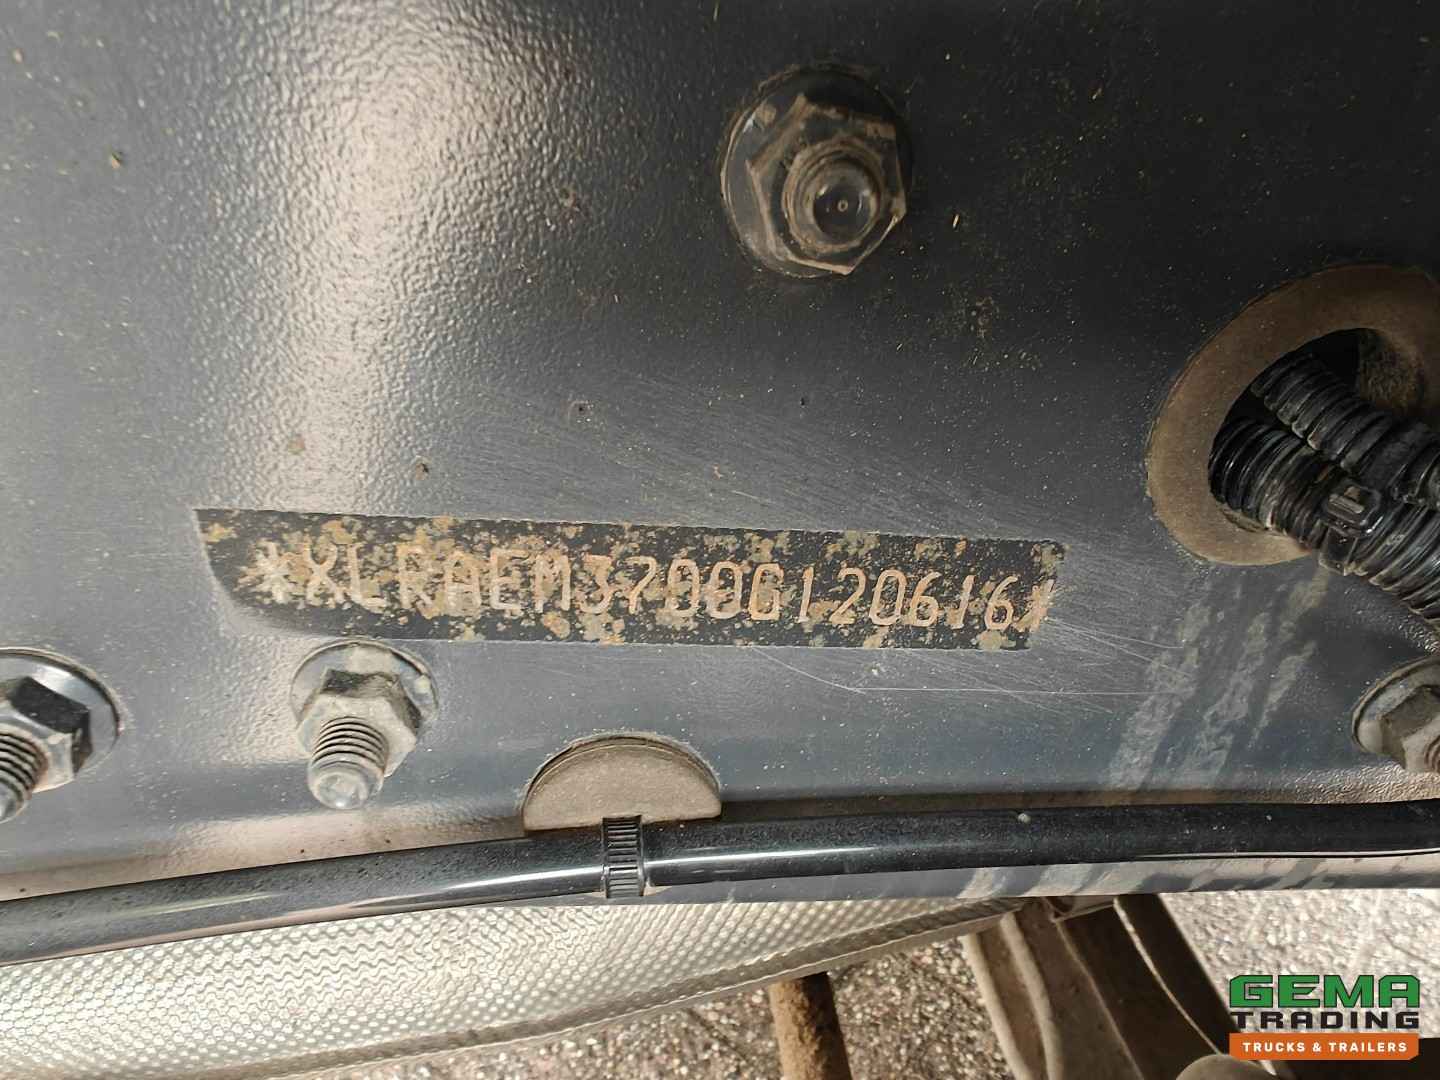 *XLRAEM3700G120616*
GEMA
TRADING
TRUCKS & TRAILERS